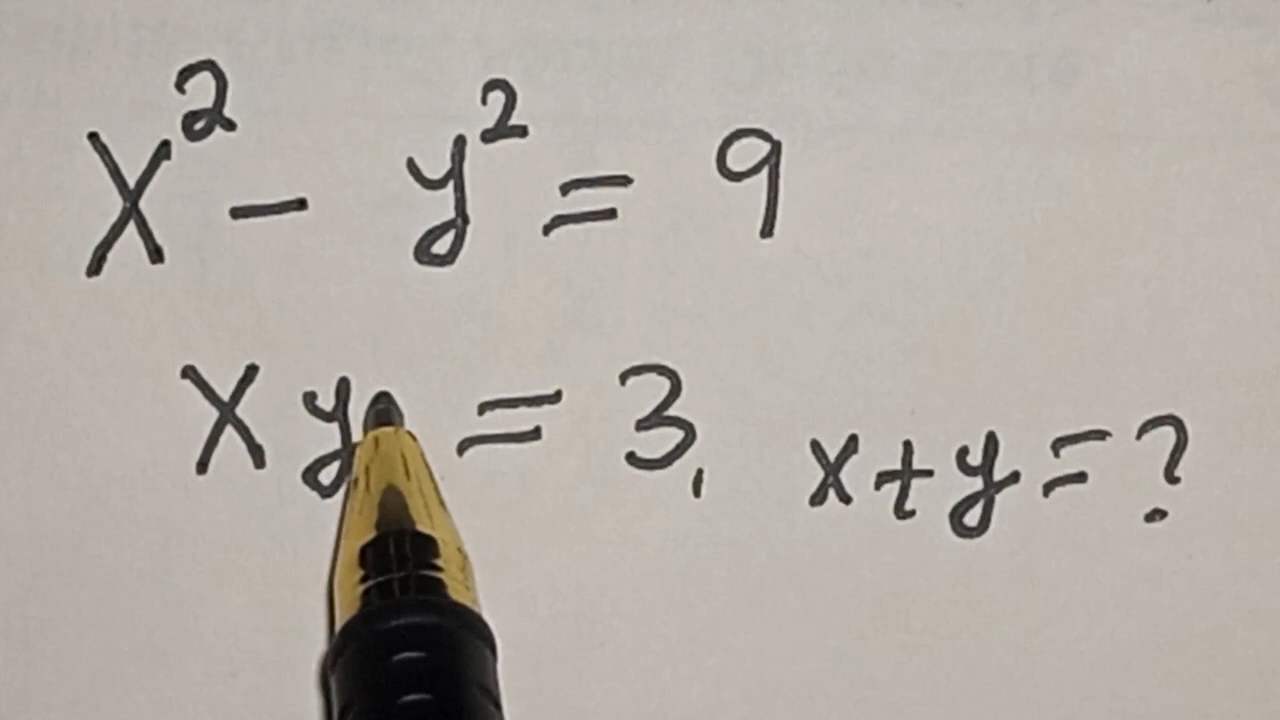 x² - y² = 9
xy = 3, x+y=?